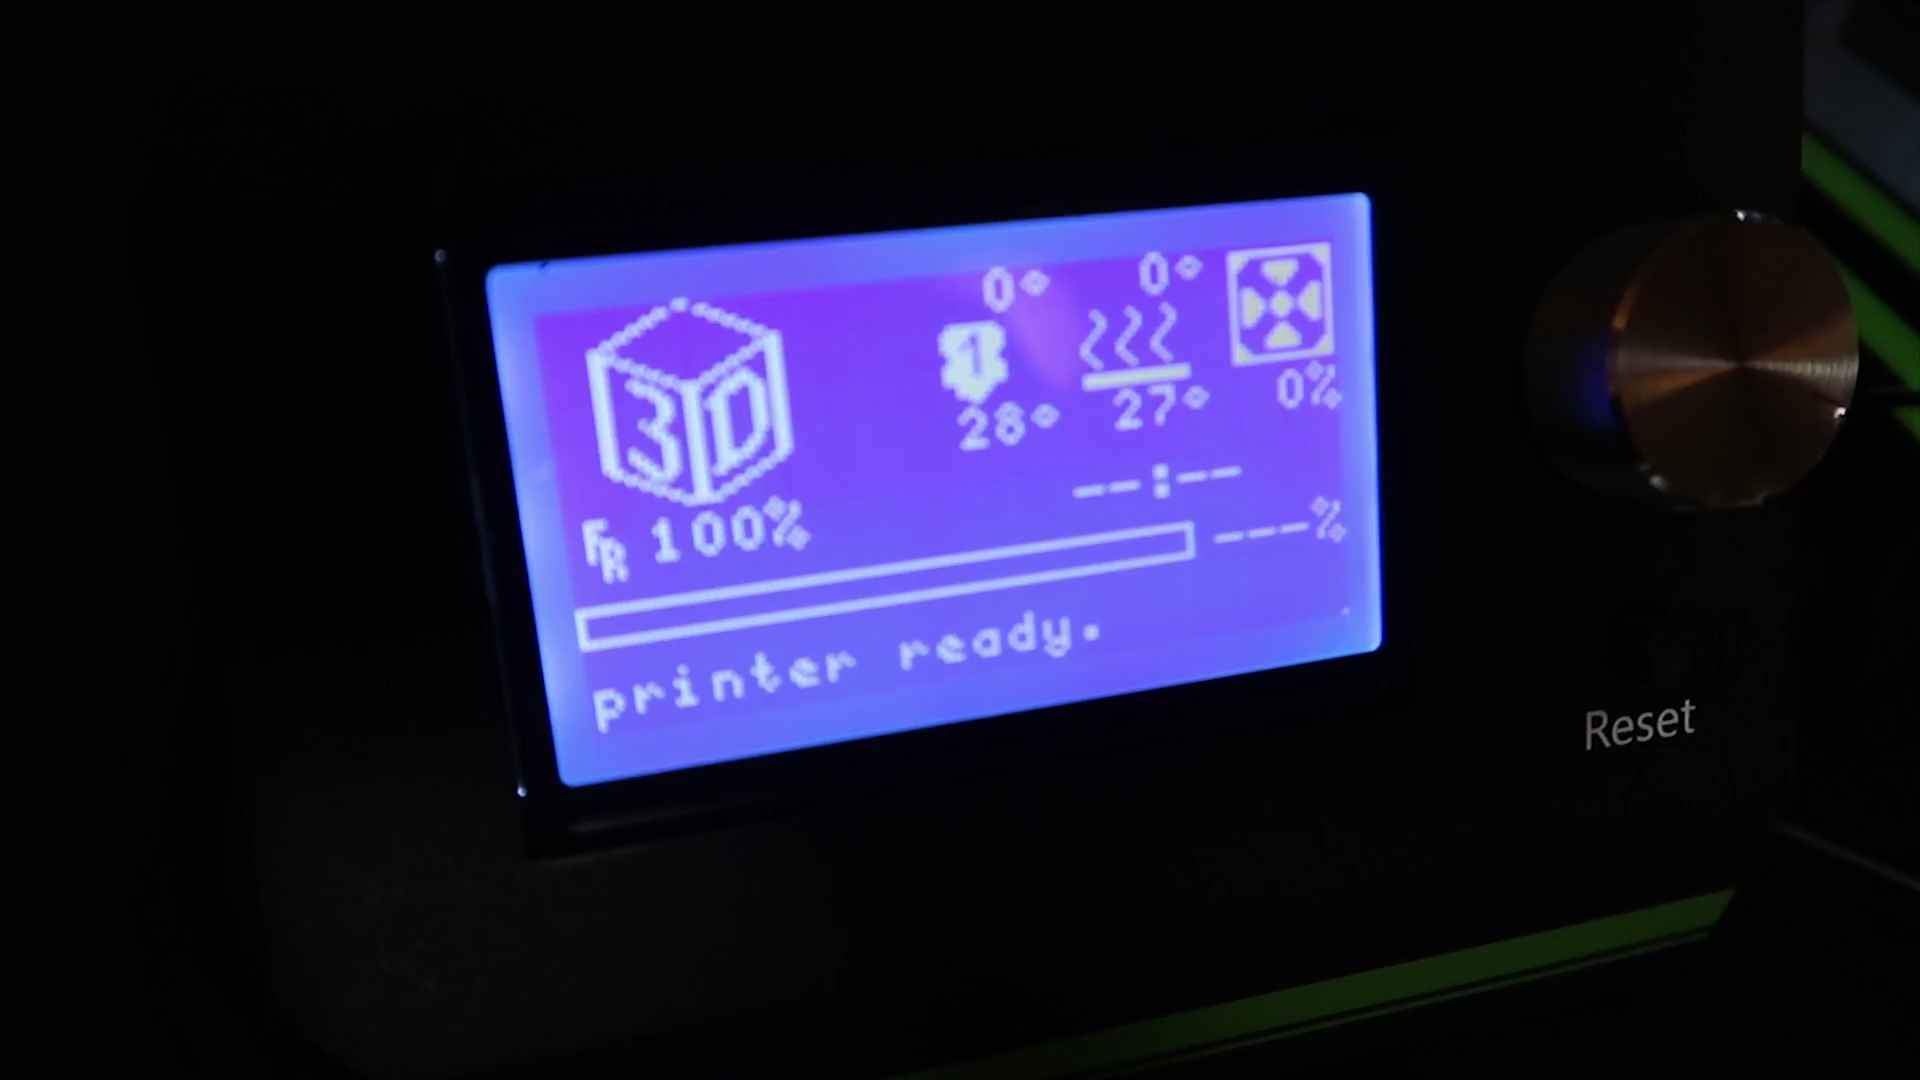 0° 0°
3D 1
28° 27° 0%
--:--
FR 100% ---%
printer ready.
Reset